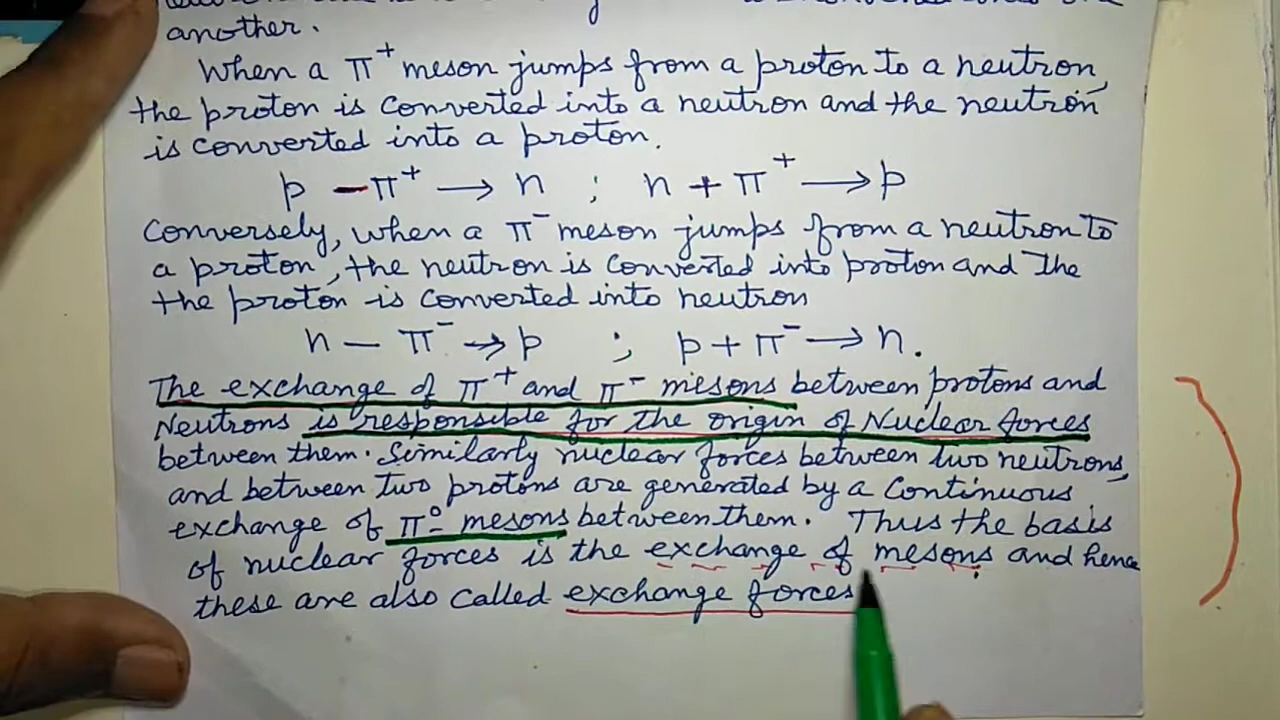 another.
When a π⁺ meson jumps from a proton to a neutron,
the proton is converted into a neutron and the neutron
is converted into a proton.
p − π⁺ → n ; n + π⁺ → p
Conversely, when a π⁻ meson jumps from a neutron to
a proton, the neutron is converted into proton and the
the proton is converted into neutron
n − π⁻ → p ; p + π⁻ → n.
The exchange of π⁺ and π⁻ mesons between protons and
Neutrons is responsible for the origin of Nuclear forces
between them. Similarly nuclear forces between two neutrons,
and between two protons are generated by a continuous
exchange of π⁰ mesons between them. Thus the basis
of nuclear forces is the exchange of mesons and hence
these are also called exchange forces